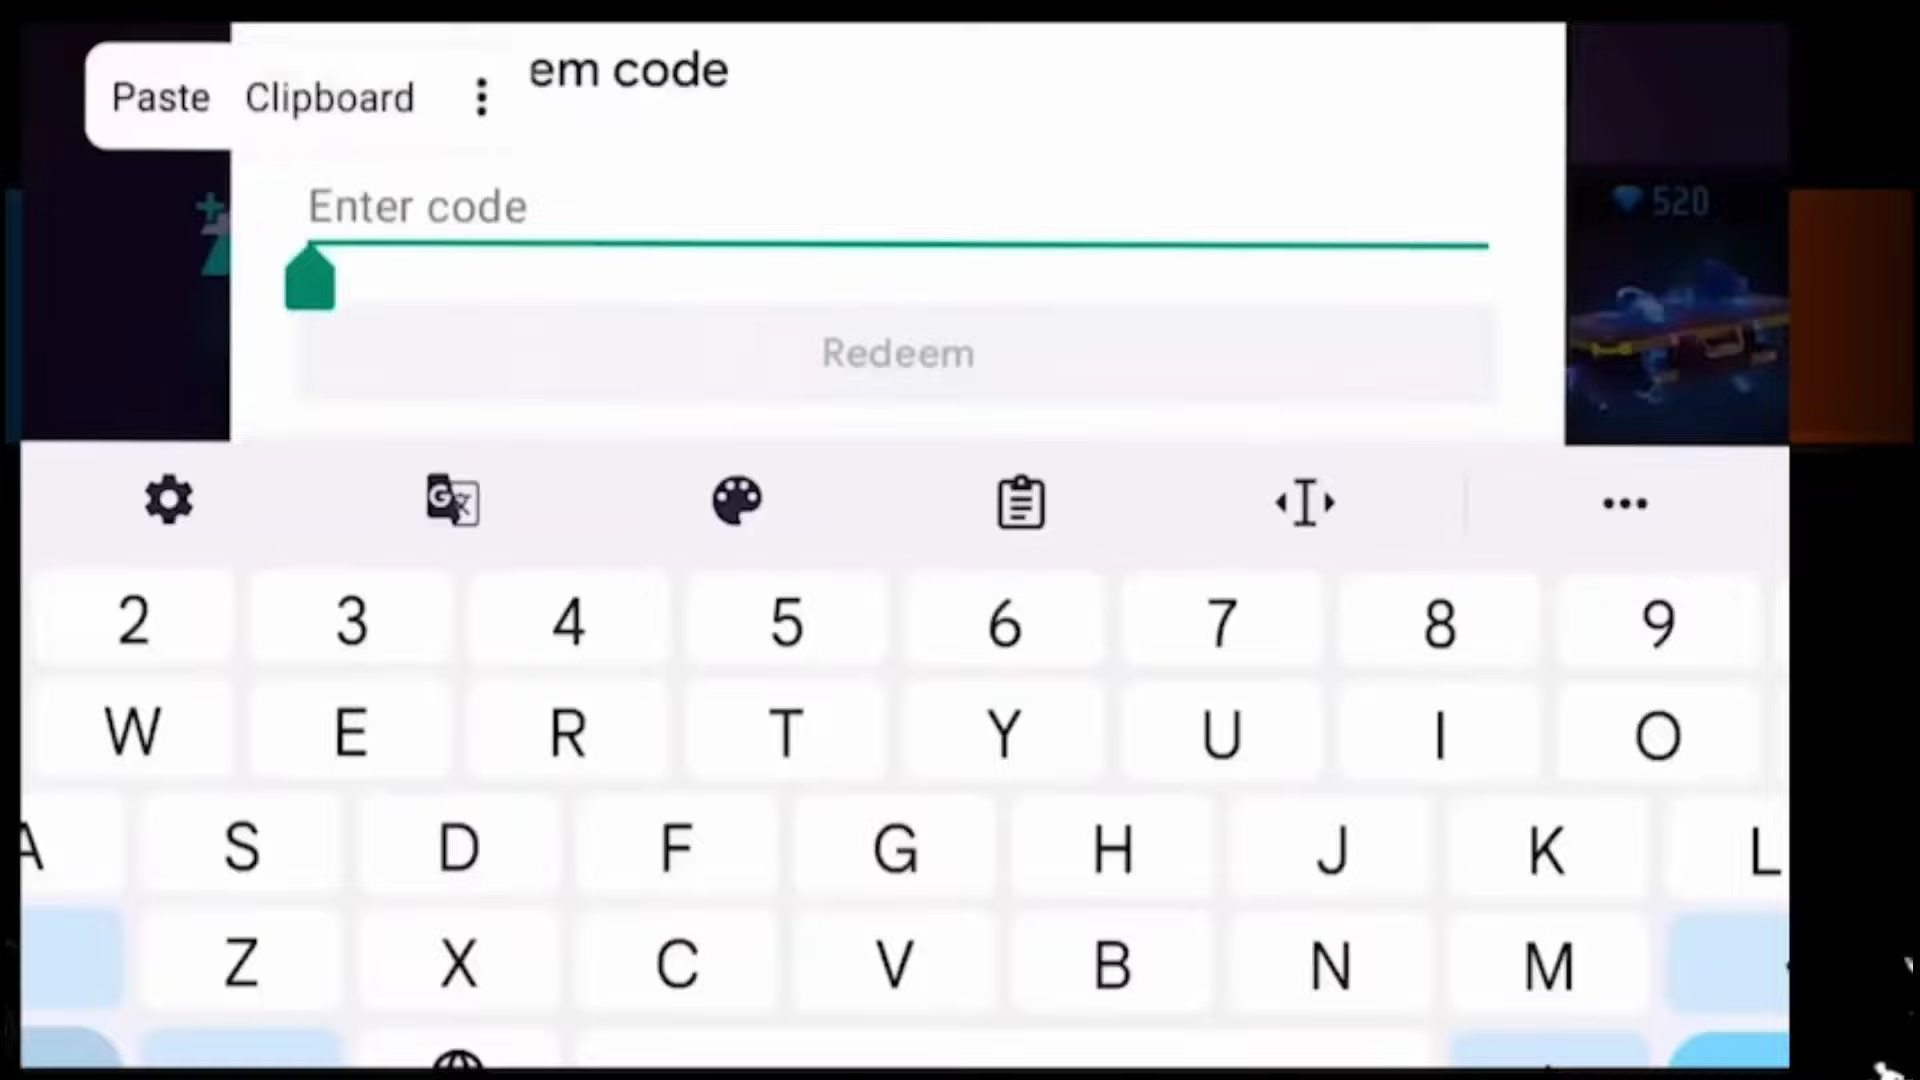 em code
Paste Clipboard
Enter code
520
Redeem
2 3 4 5 6 7 8 9
W E R T Y U I O
A S D F G H J K L
Z X C V B N M